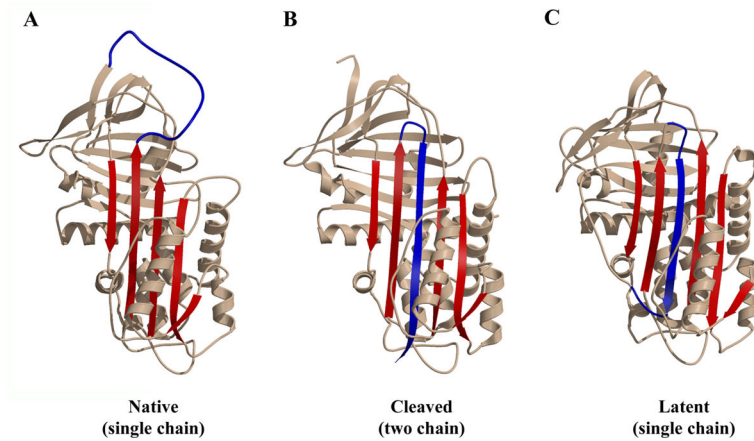 A
B
C
Native
(single chain)
Cleaved
(two chain)
Latent
(single chain)